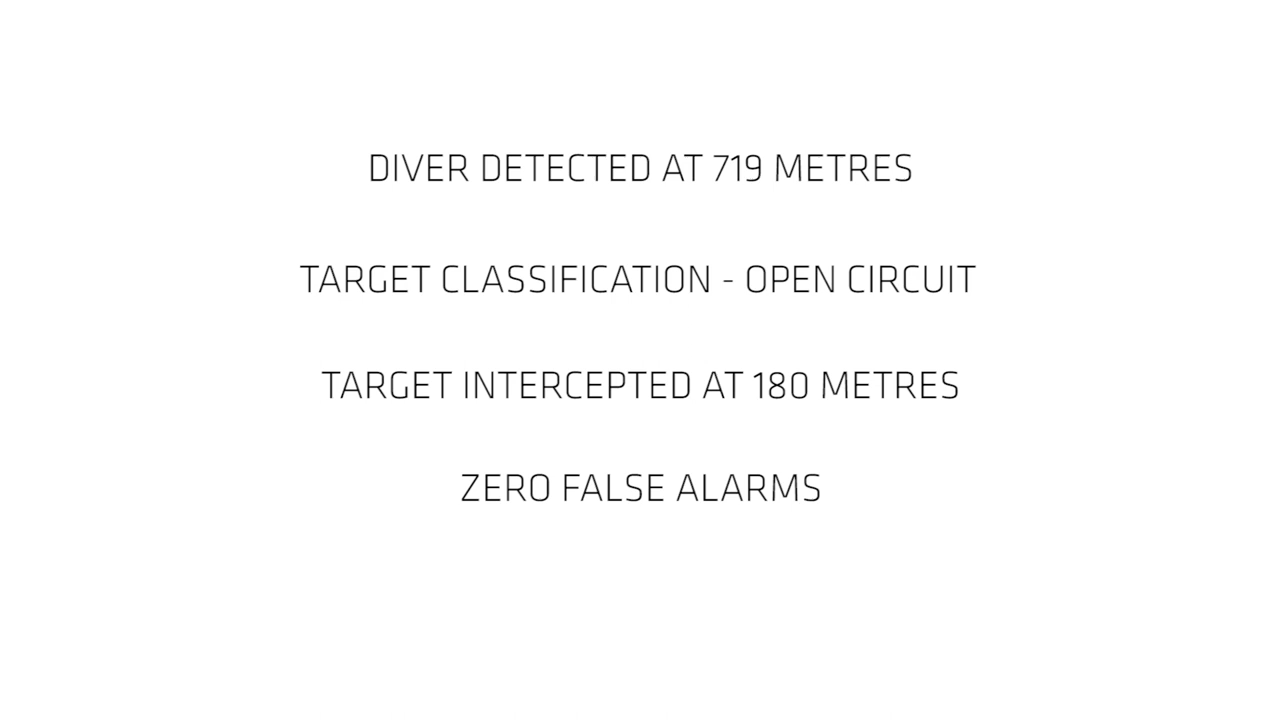 DIVER DETECTED AT 719 METRES
TARGET CLASSIFICATION - OPEN CIRCUIT
TARGET INTERCEPTED AT 180 METRES
ZERO FALSE ALARMS